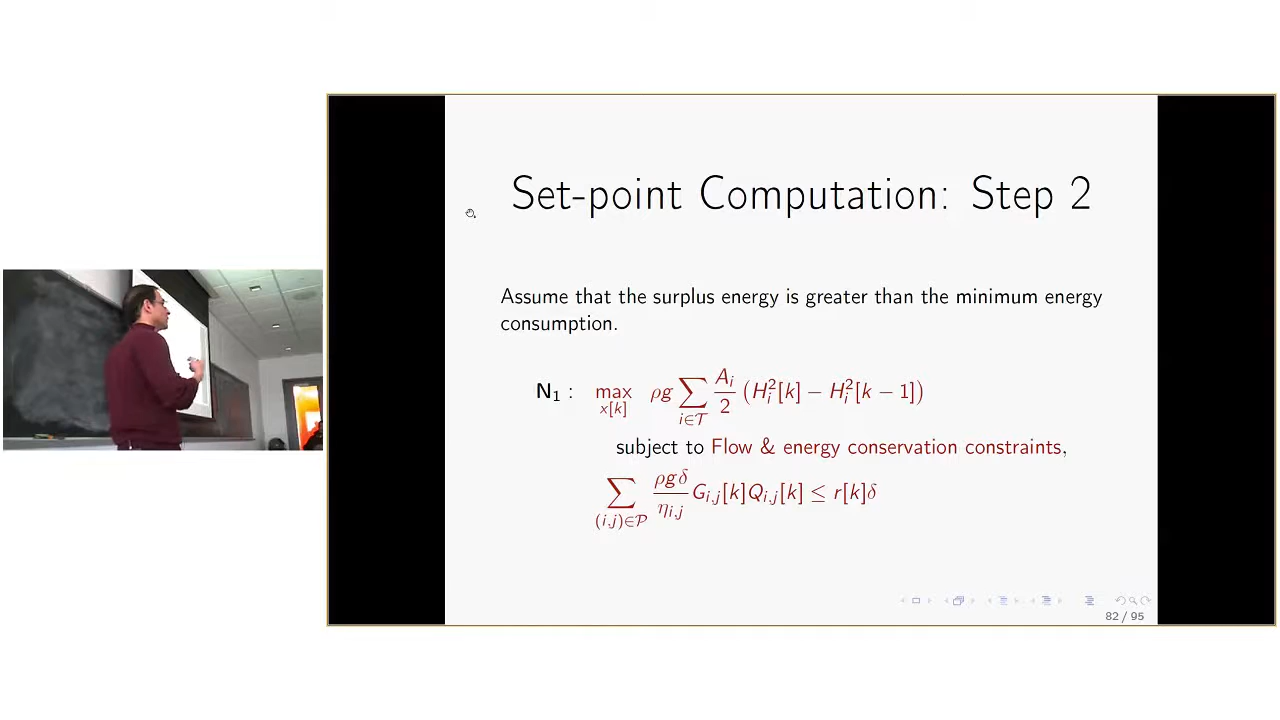 Set-point Computation: Step 2
Assume that the surplus energy is greater than the minimum energy
consumption.
N₁ : max_{x[k]} ρg ∑_{i∈𝒯} A_i/2 (H_i²[k] − H_i²[k − 1])
subject to Flow & energy conservation constraints,
∑_{(i,j)∈𝒫} ρgδ/η_{i,j} G_{i,j}[k]Q_{i,j}[k] ≤ r[k]δ
82 / 95